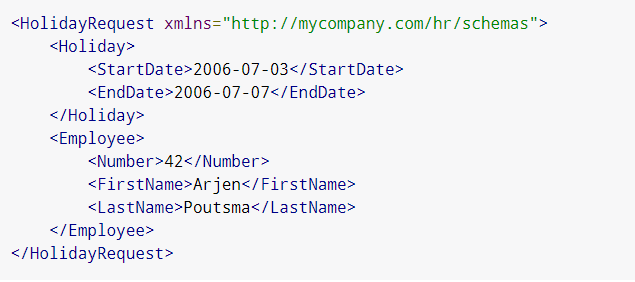 <HolidayRequest xmlns="http://mycompany.com/hr/schemas">
    <Holiday>
        <StartDate>2006-07-03</StartDate>
        <EndDate>2006-07-07</EndDate>
    </Holiday>
    <Employee>
        <Number>42</Number>
        <FirstName>Arjen</FirstName>
        <LastName>Poutsma</LastName>
    </Employee>
</HolidayRequest>